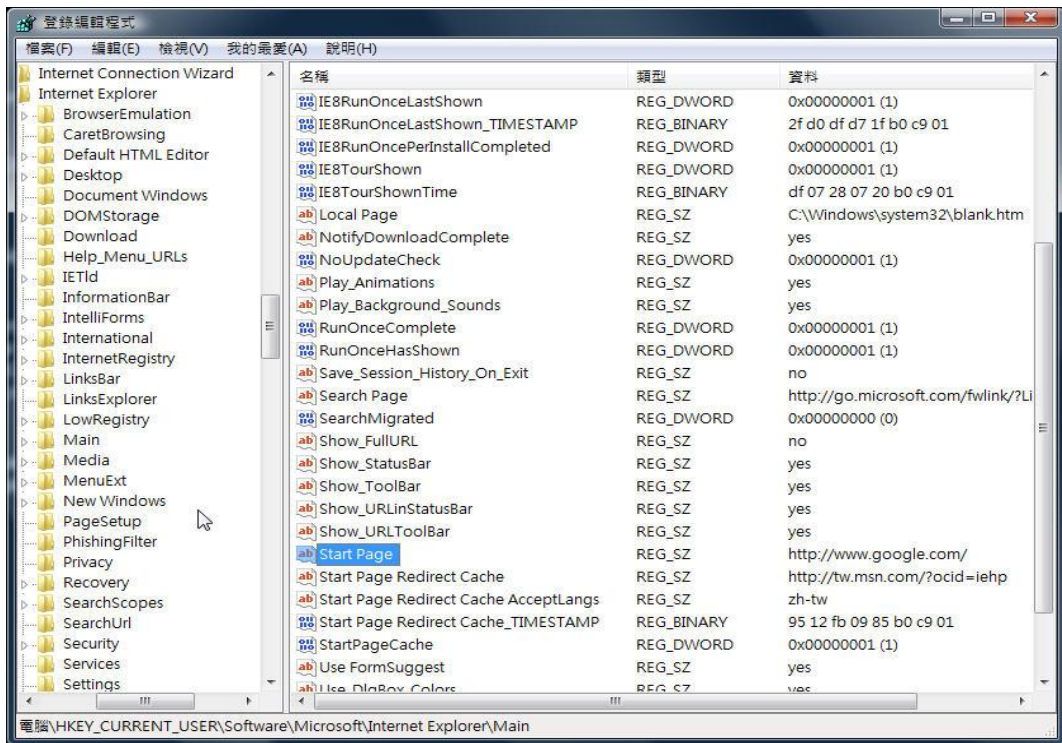 登錄編輯程式
檔案(F) 編輯(E) 檢視(V) 我的最愛(A) 說明(H)
Internet Connection Wizard
Internet Explorer
BrowserEmulation
CaretBrowsing
Default HTML Editor
Desktop
Document Windows
DOMStorage
Download
Help_Menu_URLs
IETld
InformationBar
IntelliForms
International
InternetRegistry
LinksBar
LinksExplorer
LowRegistry
Main
Media
MenuExt
New Windows
PageSetup
PhishingFilter
Privacy
Recovery
SearchScopes
SearchUrl
Security
Services
Settings
名稱 類型 資料
IE8RunOnceLastShown REG_DWORD 0x00000001 (1)
IE8RunOnceLastShown_TIMESTAMP REG_BINARY 2f d0 df d7 1f b0 c9 01
IE8RunOncePerInstallCompleted REG_DWORD 0x00000001 (1)
IE8TourShown REG_DWORD 0x00000001 (1)
IE8TourShownTime REG_BINARY df 07 28 07 20 b0 c9 01
Local Page REG_SZ C:\Windows\system32\blank.htm
NotifyDownloadComplete REG_SZ yes
NoUpdateCheck REG_DWORD 0x00000001 (1)
Play_Animations REG_SZ yes
Play_Background_Sounds REG_SZ yes
RunOnceComplete REG_DWORD 0x00000001 (1)
RunOnceHasShown REG_DWORD 0x00000001 (1)
Save_Session_History_On_Exit REG_SZ no
Search Page REG_SZ http://go.microsoft.com/fwlink/?Li
SearchMigrated REG_DWORD 0x00000000 (0)
Show_FullURL REG_SZ no
Show_StatusBar REG_SZ yes
Show_ToolBar REG_SZ yes
Show_URLinStatusBar REG_SZ yes
Show_URLToolBar REG_SZ yes
Start Page REG_SZ http://www.google.com/
Start Page Redirect Cache REG_SZ http://tw.msn.com/?ocid=iehp
Start Page Redirect Cache AcceptLangs REG_SZ zh-tw
Start Page Redirect Cache_TIMESTAMP REG_BINARY 95 12 fb 09 85 b0 c9 01
StartPageCache REG_DWORD 0x00000001 (1)
Use FormSuggest REG_SZ yes
Use_DlgBox_Colors REG_SZ yes
電腦\HKEY_CURRENT_USER\Software\Microsoft\Internet Explorer\Main